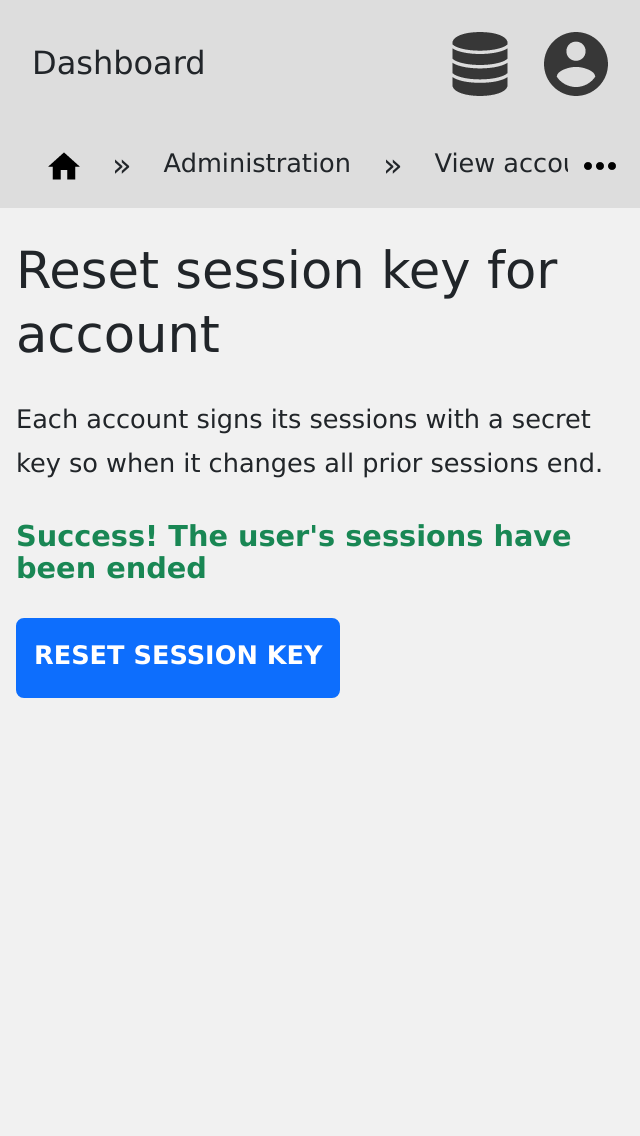 Dashboard
» Administration » View accou
Reset session key for
account
Each account signs its sessions with a secret
key so when it changes all prior sessions end.
Success! The user's sessions have
been ended
RESET SESSION KEY